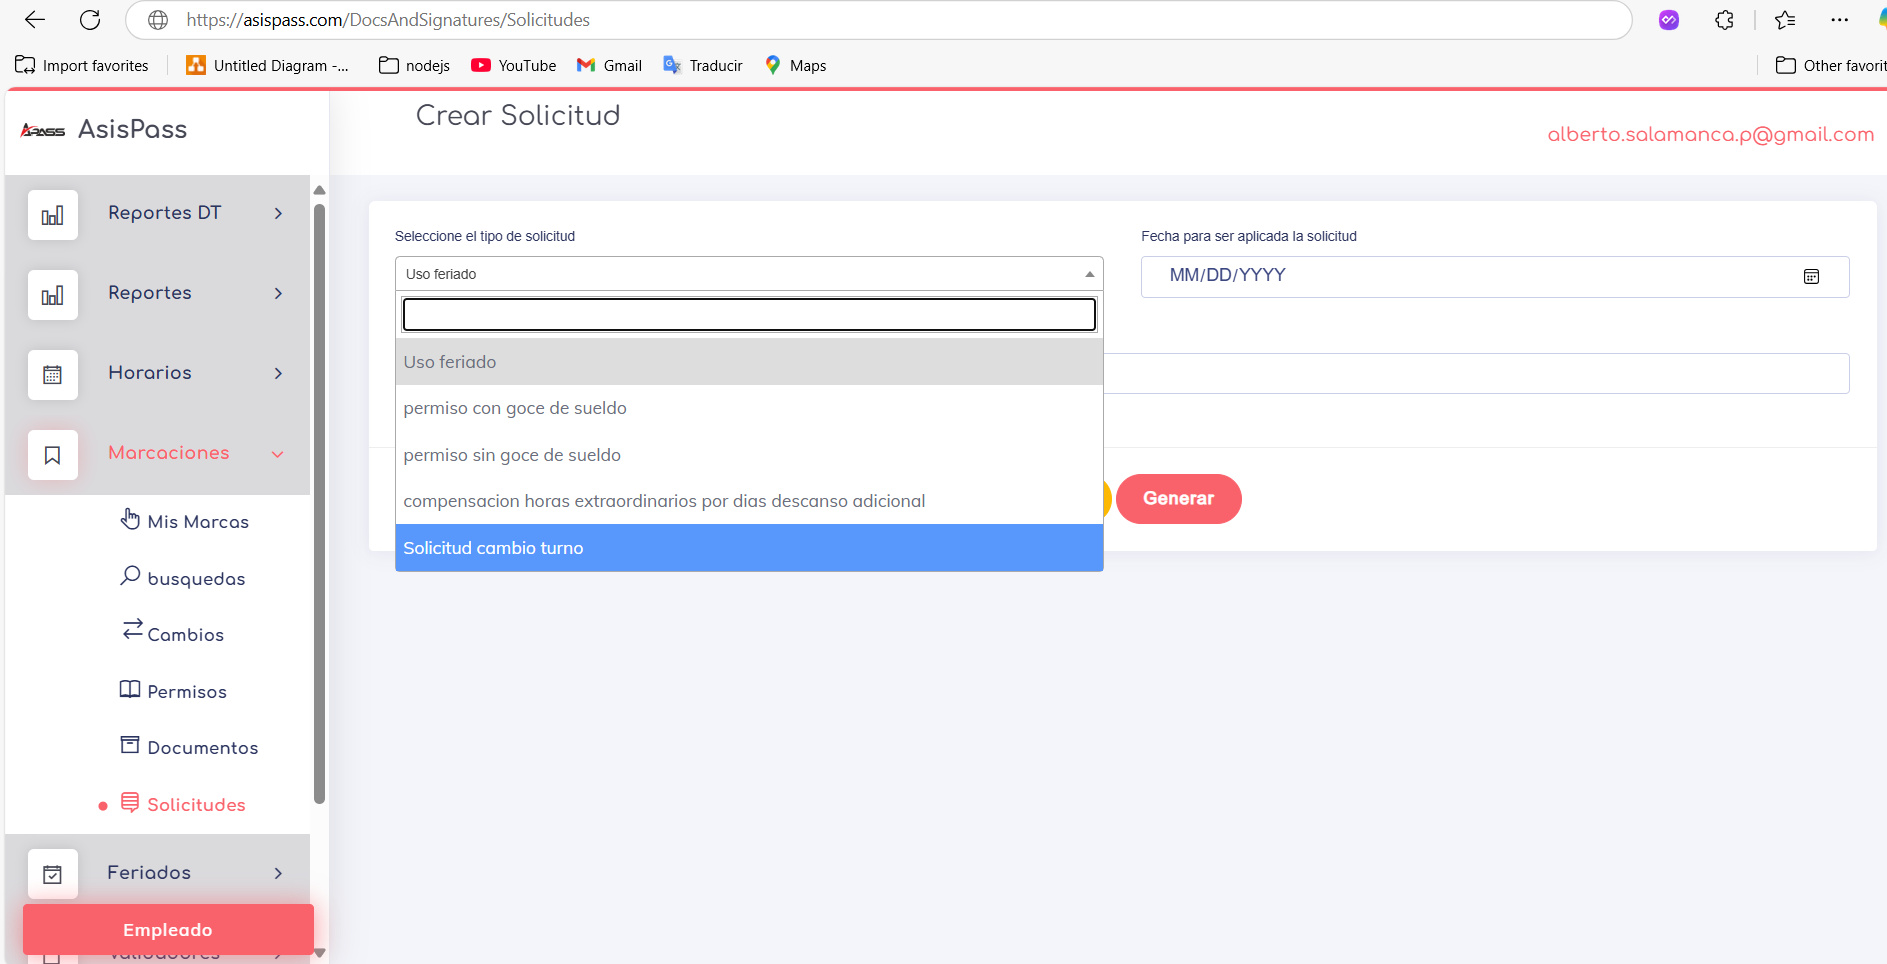 https://asispass.com/DocsAndSignatures/Solicitudes
Import favorites
Untitled Diagram -...
nodejs
YouTube
Gmail
Traducir
Maps
Other favorit
APASS
AsisPass
Crear Solicitud
alberto.salamanca.p@gmail.com
Reportes DT
Reportes
Horarios
Marcaciones
Mis Marcas
busquedas
Cambios
Permisos
Documentos
Solicitudes
Feriados
Empleado
Validadores
Seleccione el tipo de solicitud
Uso feriado
Uso feriado
permiso con goce de sueldo
permiso sin goce de sueldo
compensacion horas extraordinarios por dias descanso adicional
Solicitud cambio turno
Fecha para ser aplicada la solicitud
MM/DD/YYYY
Generar